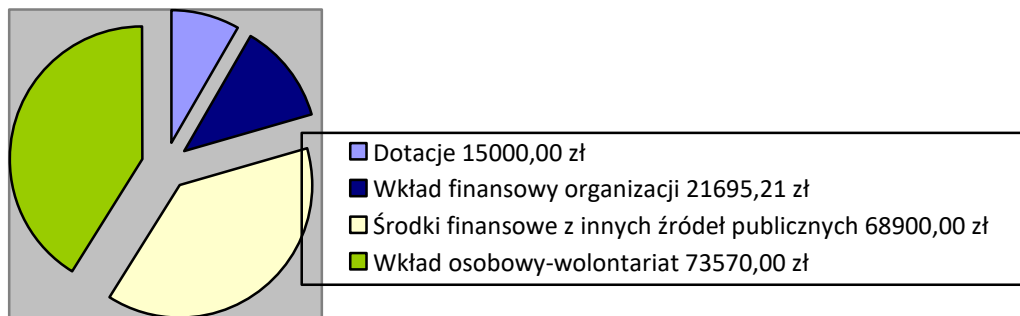 Dotacje 15000,00 zł
Wkład finansowy organizacji 21695,21 zł
Środki finansowe z innych źródeł publicznych 68900,00 zł
Wkład osobowy-wolontariat 73570,00 zł